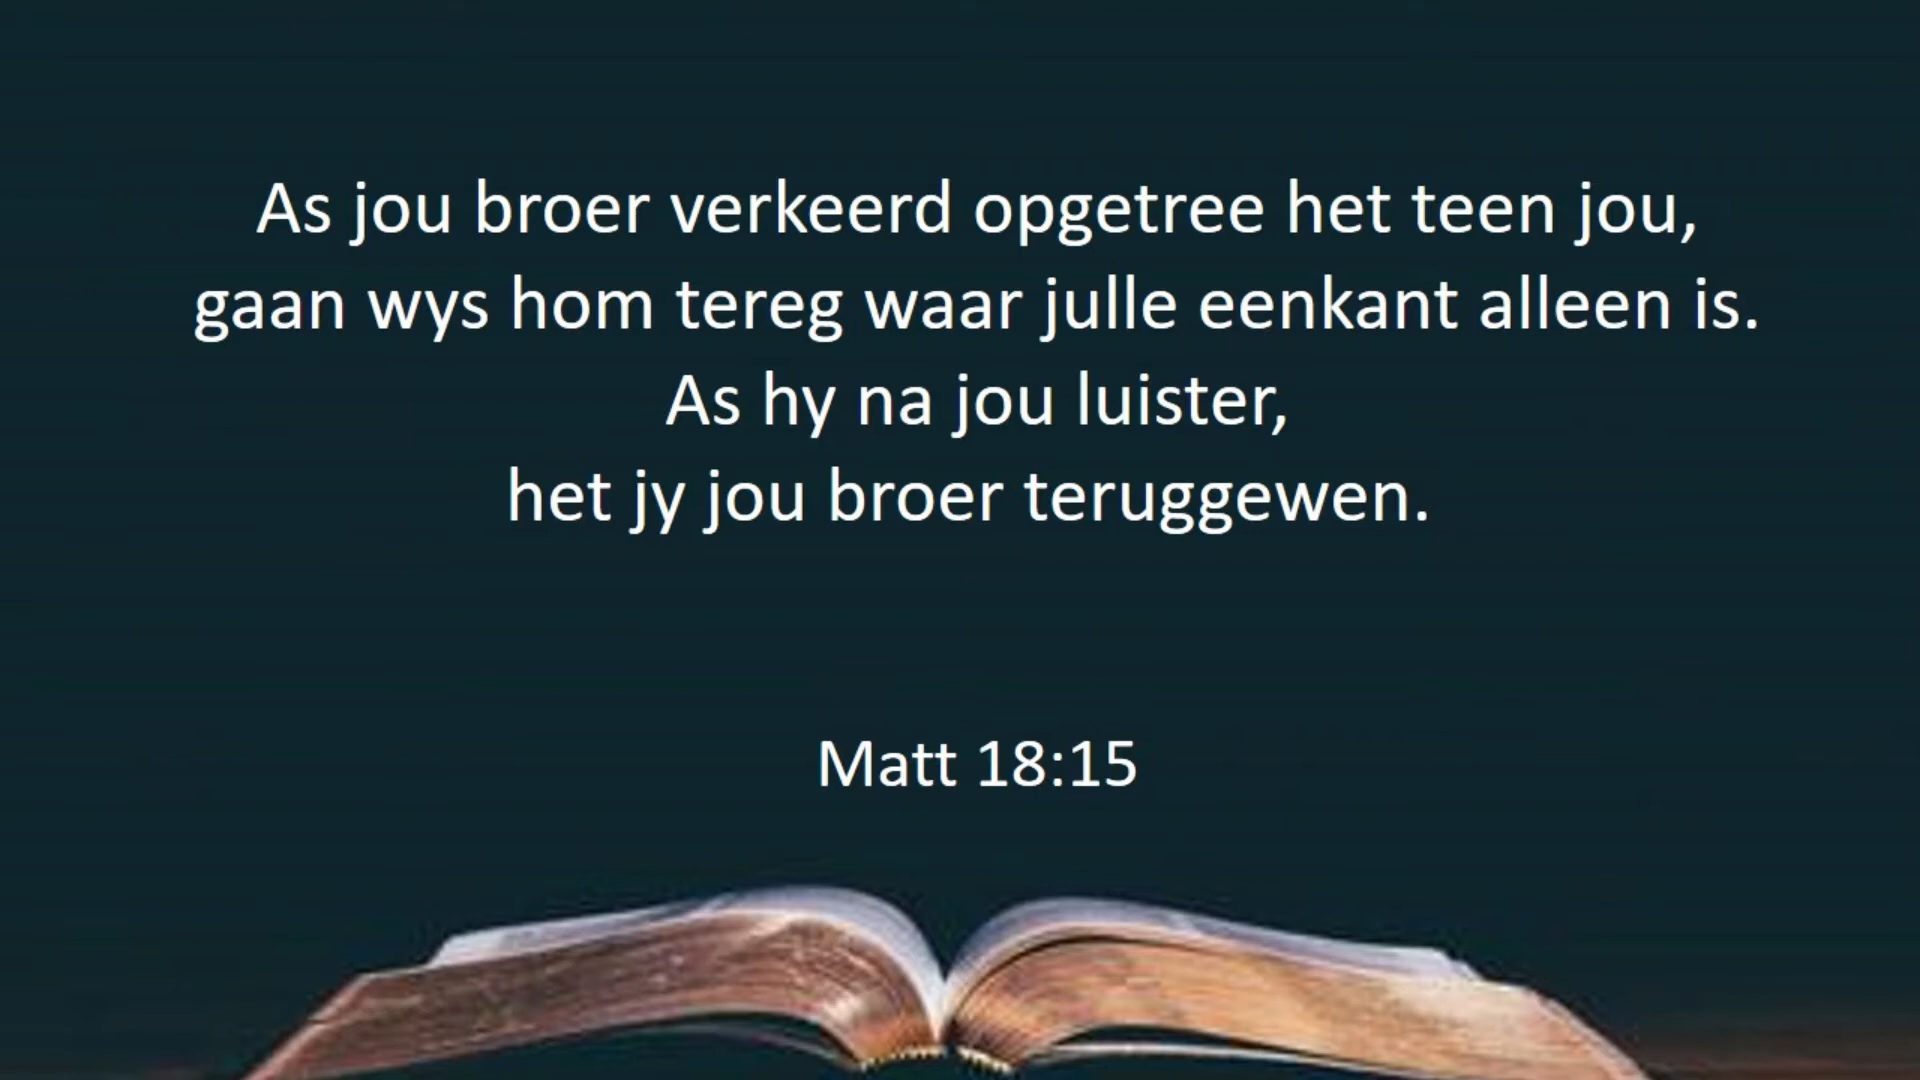 As jou broer verkeerd opgetree het teen jou,
gaan wys hom tereg waar julle eenkant alleen is.
As hy na jou luister,
het jy jou broer teruggewen.
Matt 18:15